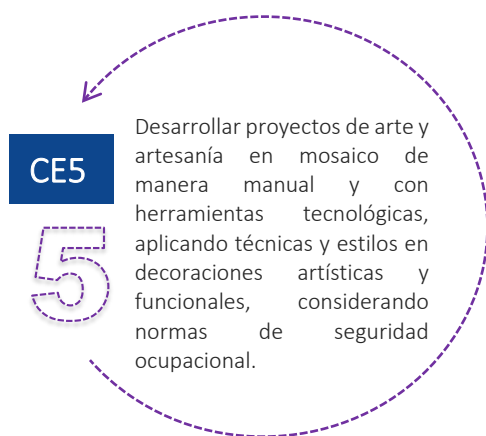 CE5
5
Desarrollar proyectos de arte y
artesanía en mosaico de
manera manual y con
herramientas tecnológicas,
aplicando técnicas y estilos en
decoraciones artísticas y
funcionales, considerando
normas de seguridad
ocupacional.